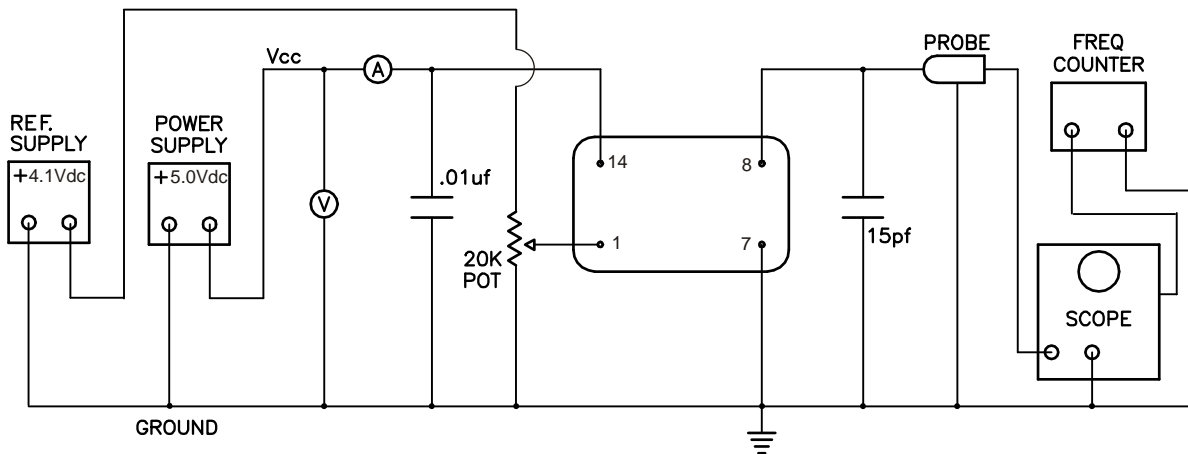 Vcc
A
PROBE
FREQ
COUNTER
REF.
SUPPLY
POWER
SUPPLY
+4.1Vdc
+5.0Vdc
14
8
.01uf
V
1
7
20K
POT
15pf
SCOPE
GROUND